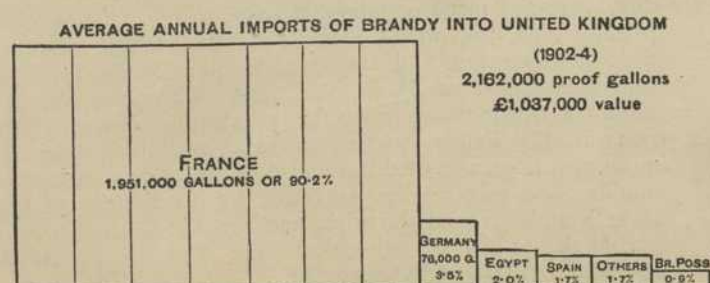 AVERAGE ANNUAL IMPORTS OF BRANDY INTO UNITED KINGDOM
(1902-4)
2,162,000 proof gallons
£1,037,000 value
FRANCE
1,951,000 GALLONS OR 90·2%
GERMANY
76,000 G.
3·5%
EGYPT
2·0%
SPAIN
1·7%
OTHERS
1·7%
BR. POSS
0·9%